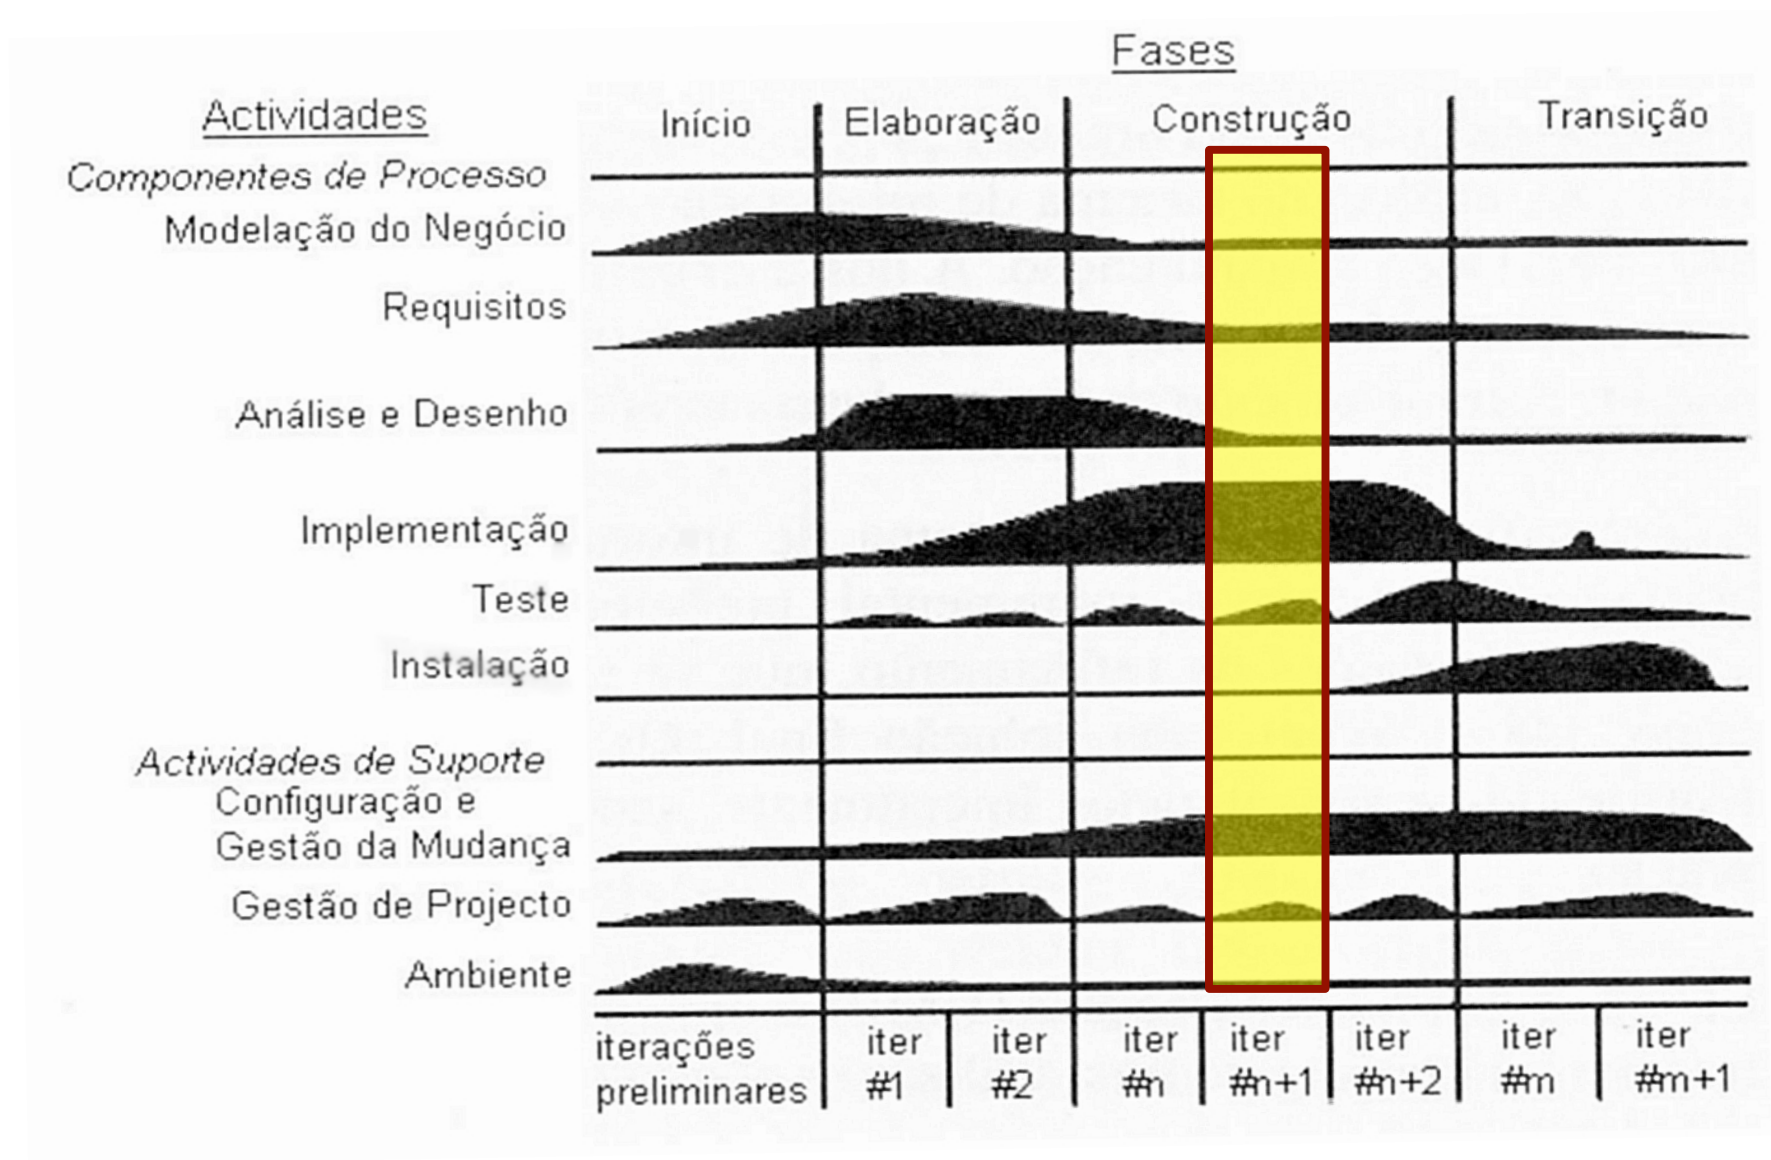 Fases
Actividades
Início
Elaboração
Construção
Transição
Componentes de Processo
Modelação do Negócio
Requisitos
Análise e Desenho
Implementação
Teste
Instalação
Actividades de Suporte
Configuração e
Gestão da Mudança
Gestão de Projecto
Ambiente
iterações
preliminares
iter
#1
iter
#2
iter
#n
iter
#n+1
iter
#n+2
iter
#m
iter
#m+1